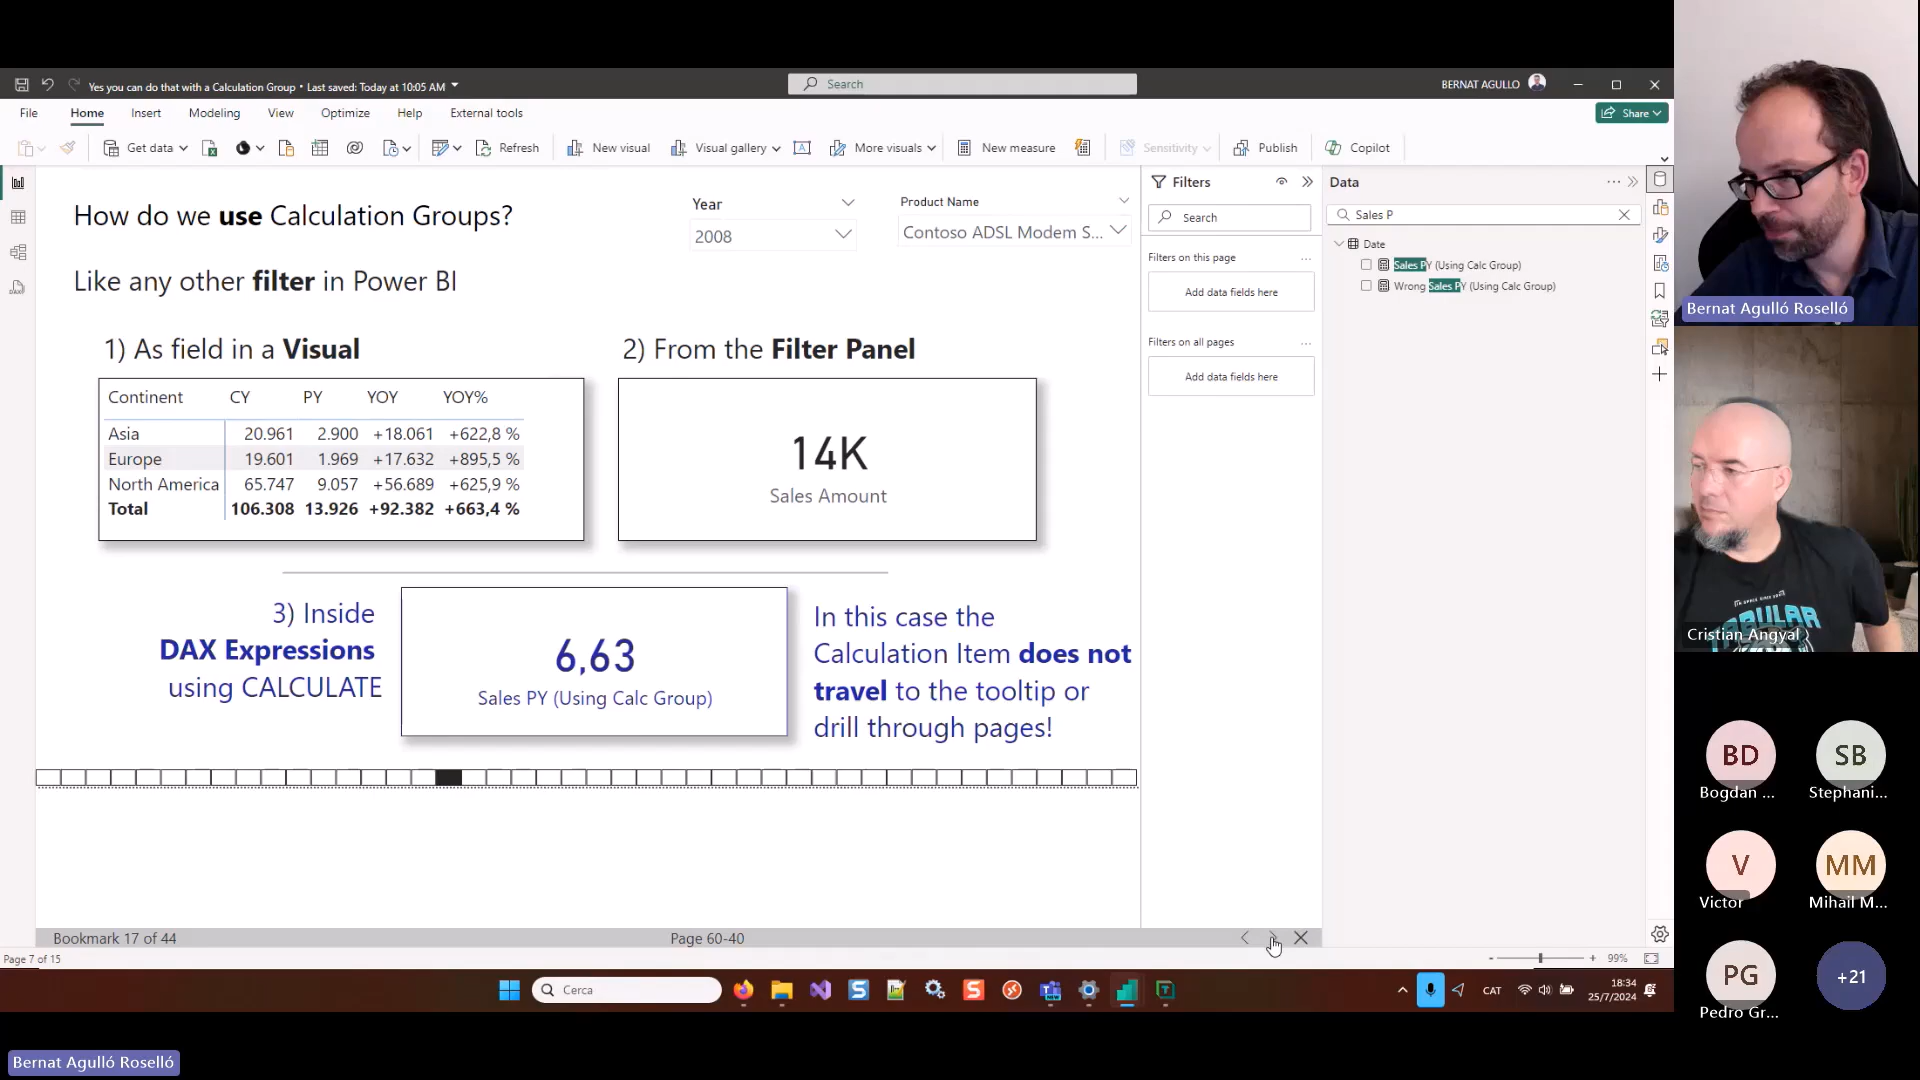 Yes you can do that with a Calculation Group • Last saved: Today at 10:05 AM
Search
BERNAT AGULLO
File Home Insert Modeling View Optimize Help External tools
Share
Get data
Refresh
New visual
Visual gallery
More visuals
New measure
Sensitivity
Publish
Copilot
How do we use Calculation Groups?
Like any other filter in Power BI
Year
2008
Product Name
Contoso ADSL Modem S...
1) As field in a Visual
Continent CY PY YOY YOY%
Asia 20.961 2.900 +18.061 +622,8 %
Europe 19.601 1.969 +17.632 +895,5 %
North America 65.747 9.057 +56.689 +625,9 %
Total 106.308 13.926 +92.382 +663,4 %
2) From the Filter Panel
14K
Sales Amount
3) Inside
DAX Expressions
using CALCULATE
6,63
Sales PY (Using Calc Group)
In this case the
Calculation Item does not
travel to the tooltip or
drill through pages!
Filters
Search
Filters on this page
...
Add data fields here
Filters on all pages
...
Add data fields here
Data
...
Sales P
Date
Sales PY (Using Calc Group)
Wrong Sales PY (Using Calc Group)
Bookmark 17 of 44
Page 60-40
Page 7 of 15
- + 99%
Cerca
CAT
18:34
25/7/2024
Bernat Agulló Roselló
TABULAR
Cristian Angyal
BD
Bogdan ...
SB
Stephani...
V
Victor
MM
Mihail M...
PG
Pedro Gr...
+21
Bernat Agulló Roselló